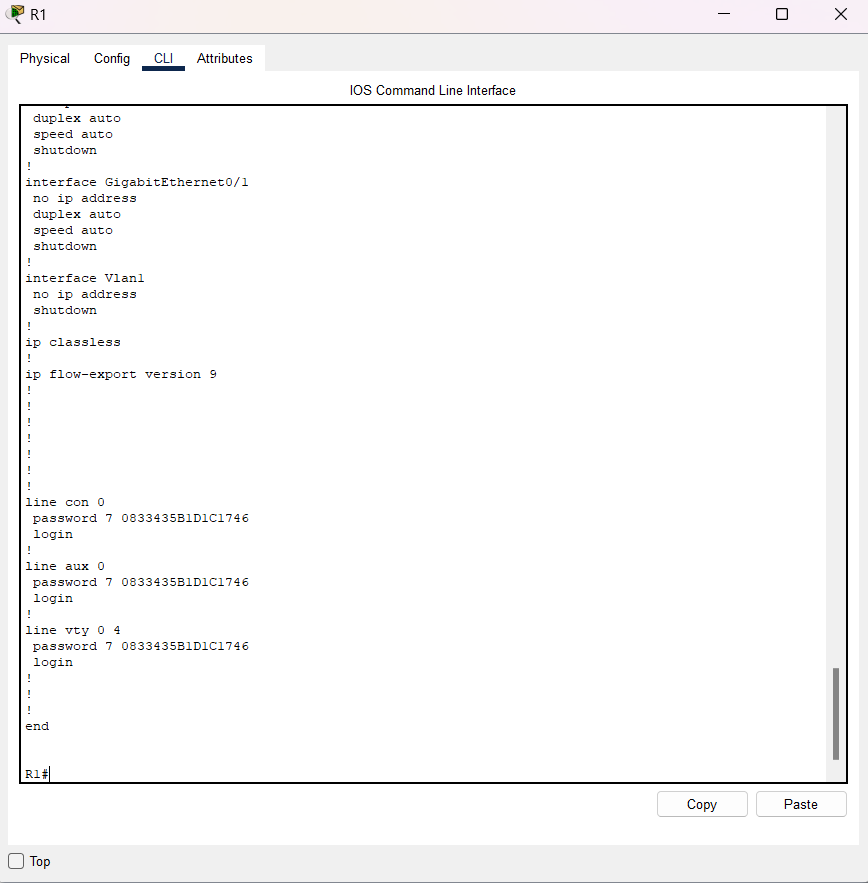 R1
Physical Config CLI Attributes
IOS Command Line Interface
duplex auto
speed auto
shutdown
!
interface GigabitEthernet0/1
no ip address
duplex auto
speed auto
shutdown
!
interface Vlan1
no ip address
shutdown
!
ip classless
!
ip flow-export version 9
!
!
!
!
!
!
!
line con 0
password 7 0833435B1D1C1746
login
!
line aux 0
password 7 0833435B1D1C1746
login
!
line vty 0 4
password 7 0833435B1D1C1746
login
!
!
!
end
R1#
Copy Paste
Top